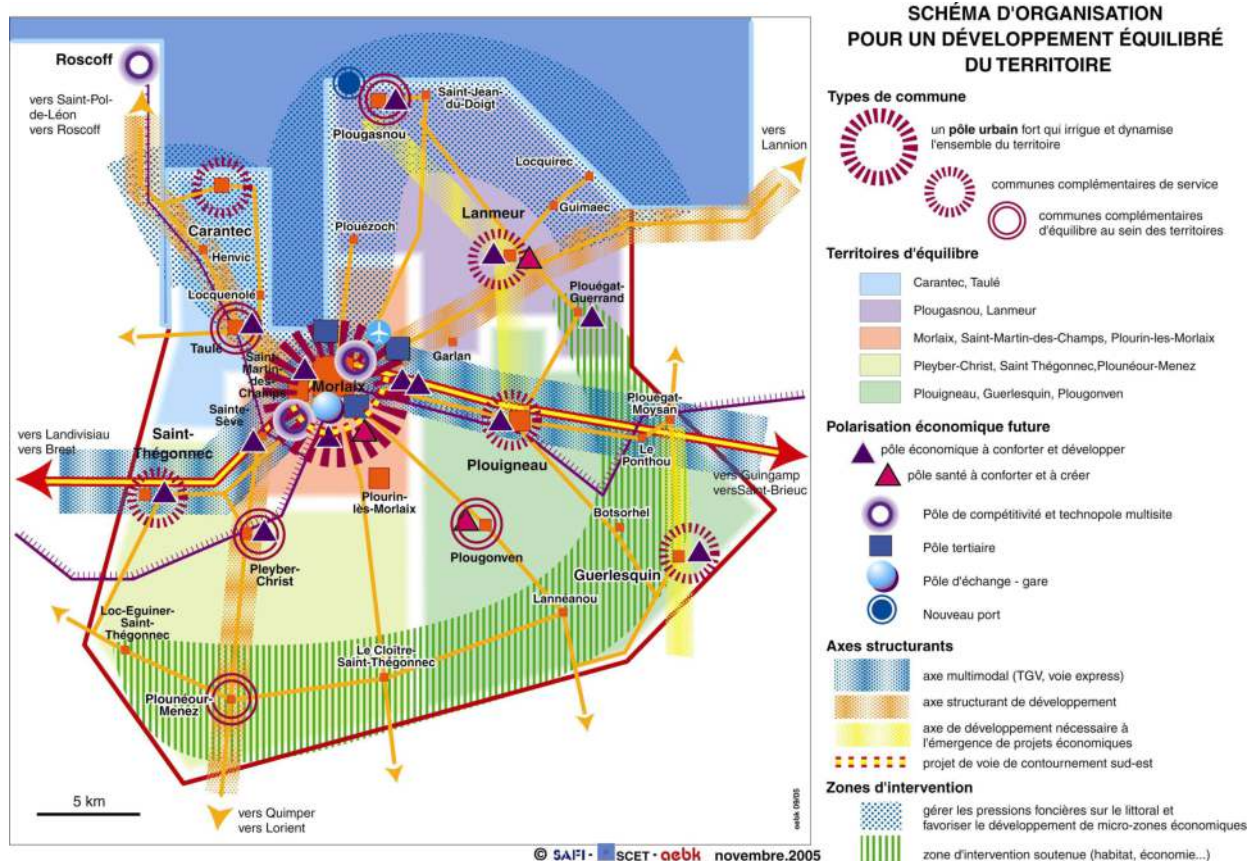 SCHÉMA D'ORGANISATION
POUR UN DÉVELOPPEMENT ÉQUILIBRÉ
DU TERRITOIRE
Roscoff
vers Saint-Pol-
de-Léon
vers Roscoff
Saint-Jean-
du-Doigt
Plougasnou
vers
Lannion
Locquirec
Guimaec
Lanmeur
Carantec
Plouézoch
Henvic
Locquenolé
Plouégat-
Guerrand
Taulé
Garlan
Saint-
Martin-
des-
Champs
Morlaix
Sainte-
Sève
Plouegat-
Moysan
vers Landivisiau
vers Brest
Saint-
Thégonnec
Plouigneau
Le
Ponthou
vers Guingamp
versSaint-Brieuc
Plourin-
lès-Morlaix
Botsorhel
Plougonven
Pleyber-
Christ
Guerlesquin
Lannéanou
Loc-Eguiner-
Saint-
Thégonnec
Le Cloître-
Saint-Thégonnec
Plounéour-
Menez
5 km
vers Quimper
vers Lorient
eebk 09/05
© SAFI - SCET - aebk novembre.2005
Types de commune
un pôle urbain fort qui irrigue et dynamise
l'ensemble du territoire
communes complémentaires de service
communes complémentaires
d'équilibre au sein des territoires
Territoires d'équilibre
Carantec, Taulé
Plougasnou, Lanmeur
Morlaix, Saint-Martin-des-Champs, Plourin-les-Morlaix
Pleyber-Christ, Saint Thégonnec,Plounéour-Menez
Plouigneau, Guerlesquin, Plougonven
Polarisation économique future
pôle économique à conforter et développer
pôle santé à conforter et à créer
Pôle de compétitivité et technopole multisite
Pôle tertiaire
Pôle d'échange - gare
Nouveau port
Axes structurants
axe multimodal (TGV, voie express)
axe structurant de développement
axe de développement nécessaire à
l'émergence de projets économiques
projet de voie de contournement sud-est
Zones d'intervention
gérer les pressions foncières sur le littoral et
favoriser le développement de micro-zones économiques
zone d'intervention soutenue (habitat, économie...)